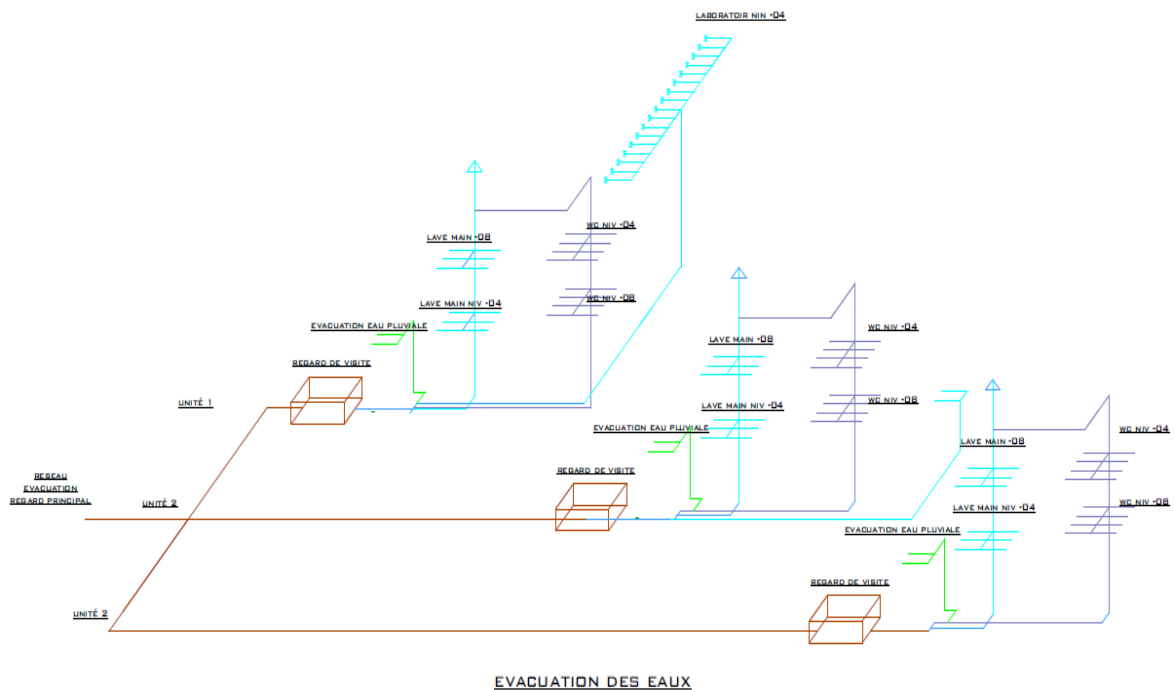 LABORATOIR NIN -04
WC NIV -04
LAVE MAIN -08
WC NIV -08
LAVE MAIN NIV -04
EVACUATION EAU PLUVIALE
REGARD DE VISITE
UNITÉ 1
WC NIV -04
LAVE MAIN -08
WC NIV -08
LAVE MAIN NIV -04
EVACUATION EAU PLUVIALE
REGARD DE VISITE
RESEAU
EVACUATION
REGARD PRINCIPAL
UNITÉ 2
WC NIV -04
LAVE MAIN -08
WC NIV -08
LAVE MAIN NIV -04
EVACUATION EAU PLUVIALE
REGARD DE VISITE
UNITÉ 2
EVACUATION DES EAUX